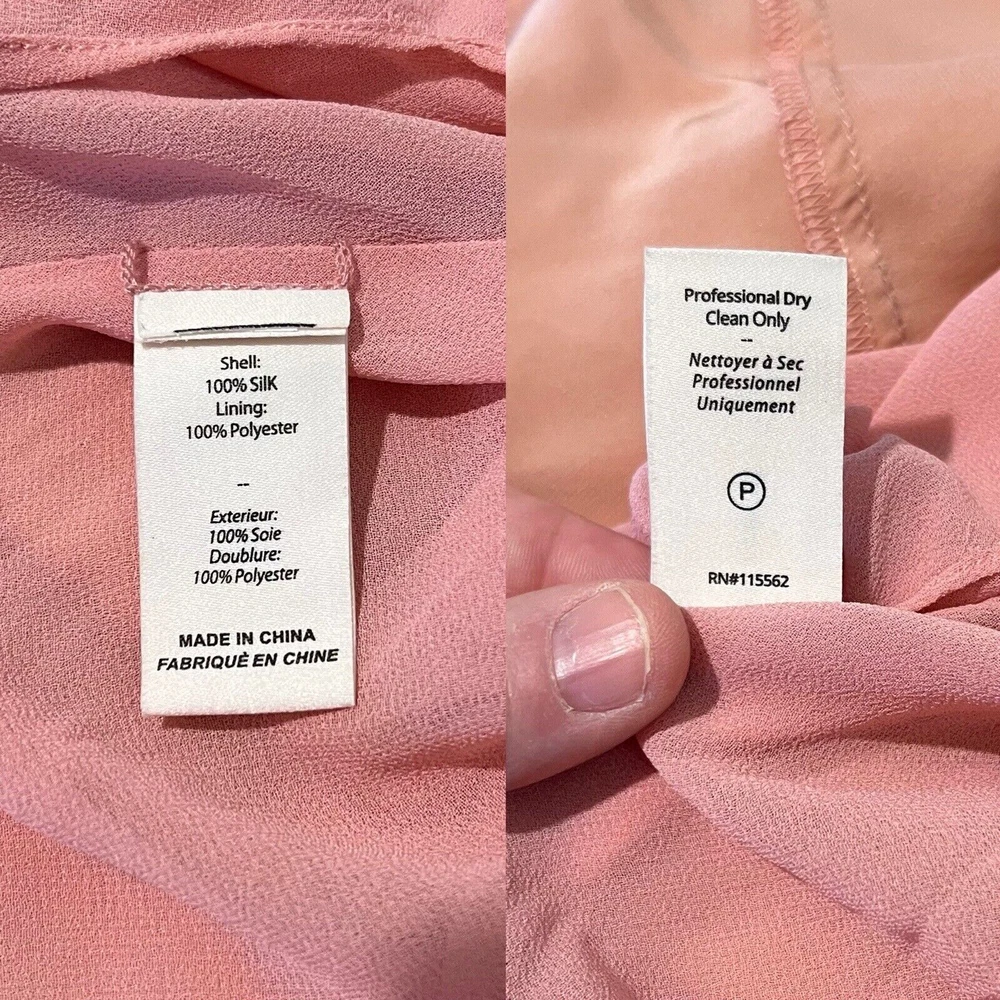 Shell:
100% SilK
Lining:
100% Polyester
--
Exterieur:
100% Soie
Doublure:
100% Polyester
MADE IN CHINA
FABRIQUÈ EN CHINE
Professional Dry
Clean Only
--
Nettoyer à Sec
Professionnel
Uniquement
P
RN#115562